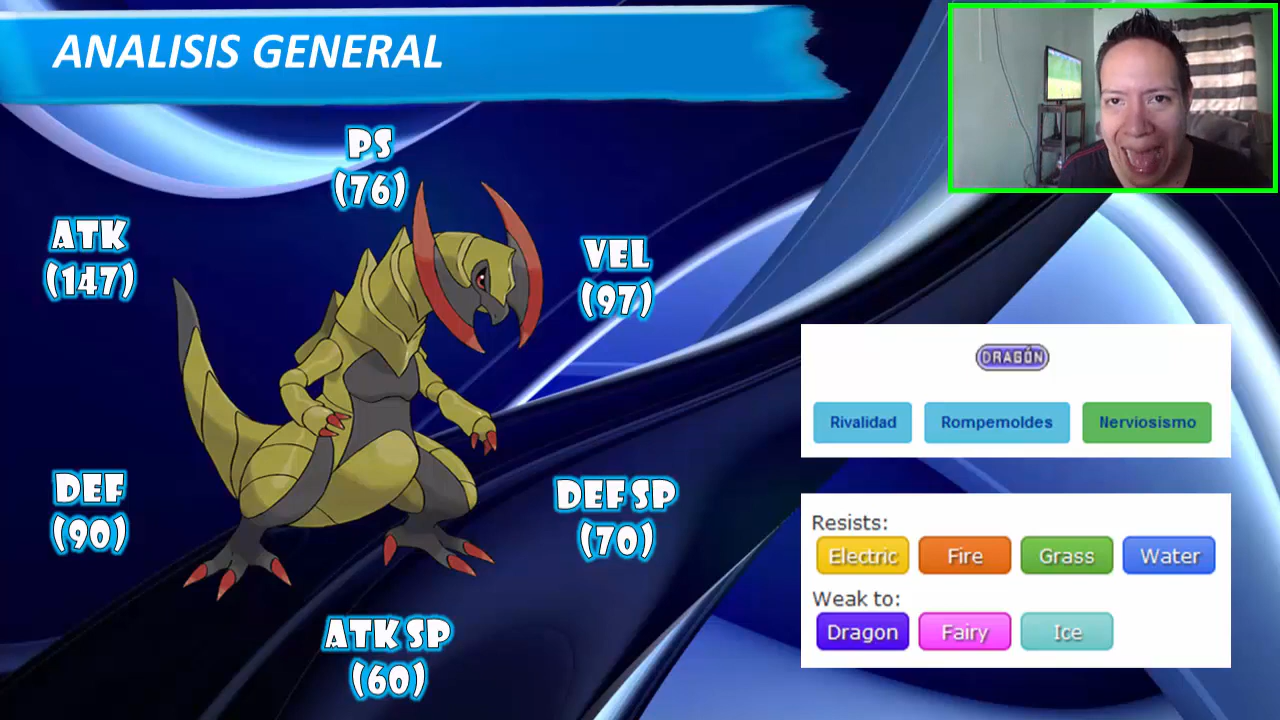 ANALISIS GENERAL
PS
(76)
ATK
(147)
VEL
(97)
DRAGÓN
Rivalidad Rompemoldes Nerviosismo
DEF
(90)
DEF SP
(70)
Resists:
Electric Fire Grass Water
Weak to:
Dragon Fairy Ice
ATK SP
(60)